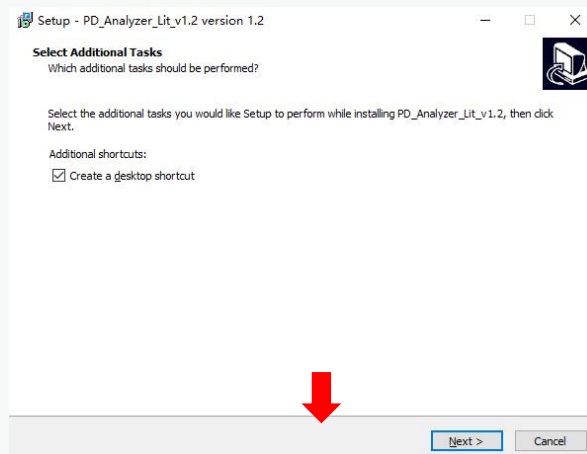 Setup - PD_Analyzer_Lit_v1.2 version 1.2
Select Additional Tasks
Which additional tasks should be performed?
Select the additional tasks you would like Setup to perform while installing PD_Analyzer_Lit_v1.2, then click
Next.
Additional shortcuts:
Create a desktop shortcut
Next >
Cancel